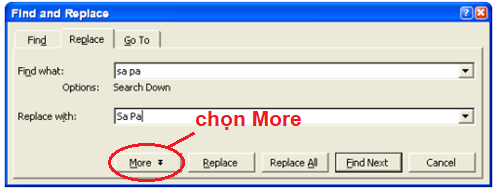 Find and Replace
Find Replace Go To
Find what: sa pa
Options: Search Down
Replace with: Sa Pa
chọn More
More Replace Replace All Find Next Cancel